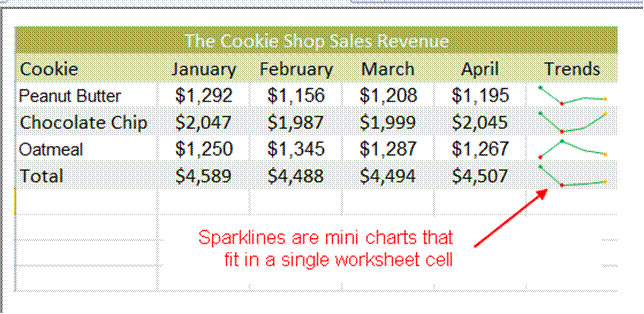 The Cookie Shop Sales Revenue
Cookie January February March April Trends
Peanut Butter $1,292 $1,156 $1,208 $1,195
Chocolate Chip $2,047 $1,987 $1,999 $2,045
Oatmeal $1,250 $1,345 $1,287 $1,267
Total $4,589 $4,488 $4,494 $4,507
Sparklines are mini charts that
fit in a single worksheet cell